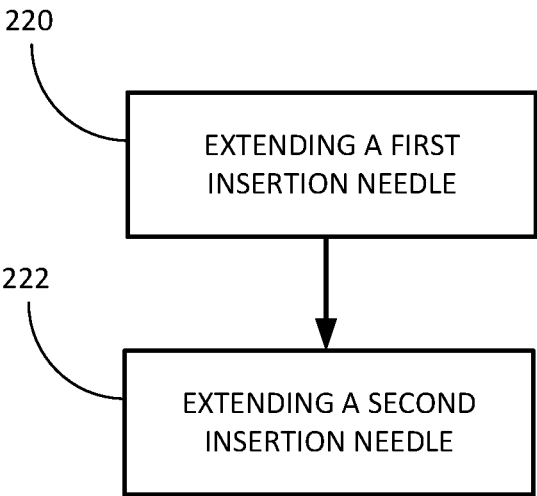 220
EXTENDING A FIRST
INSERTION NEEDLE
222
EXTENDING A SECOND
INSERTION NEEDLE